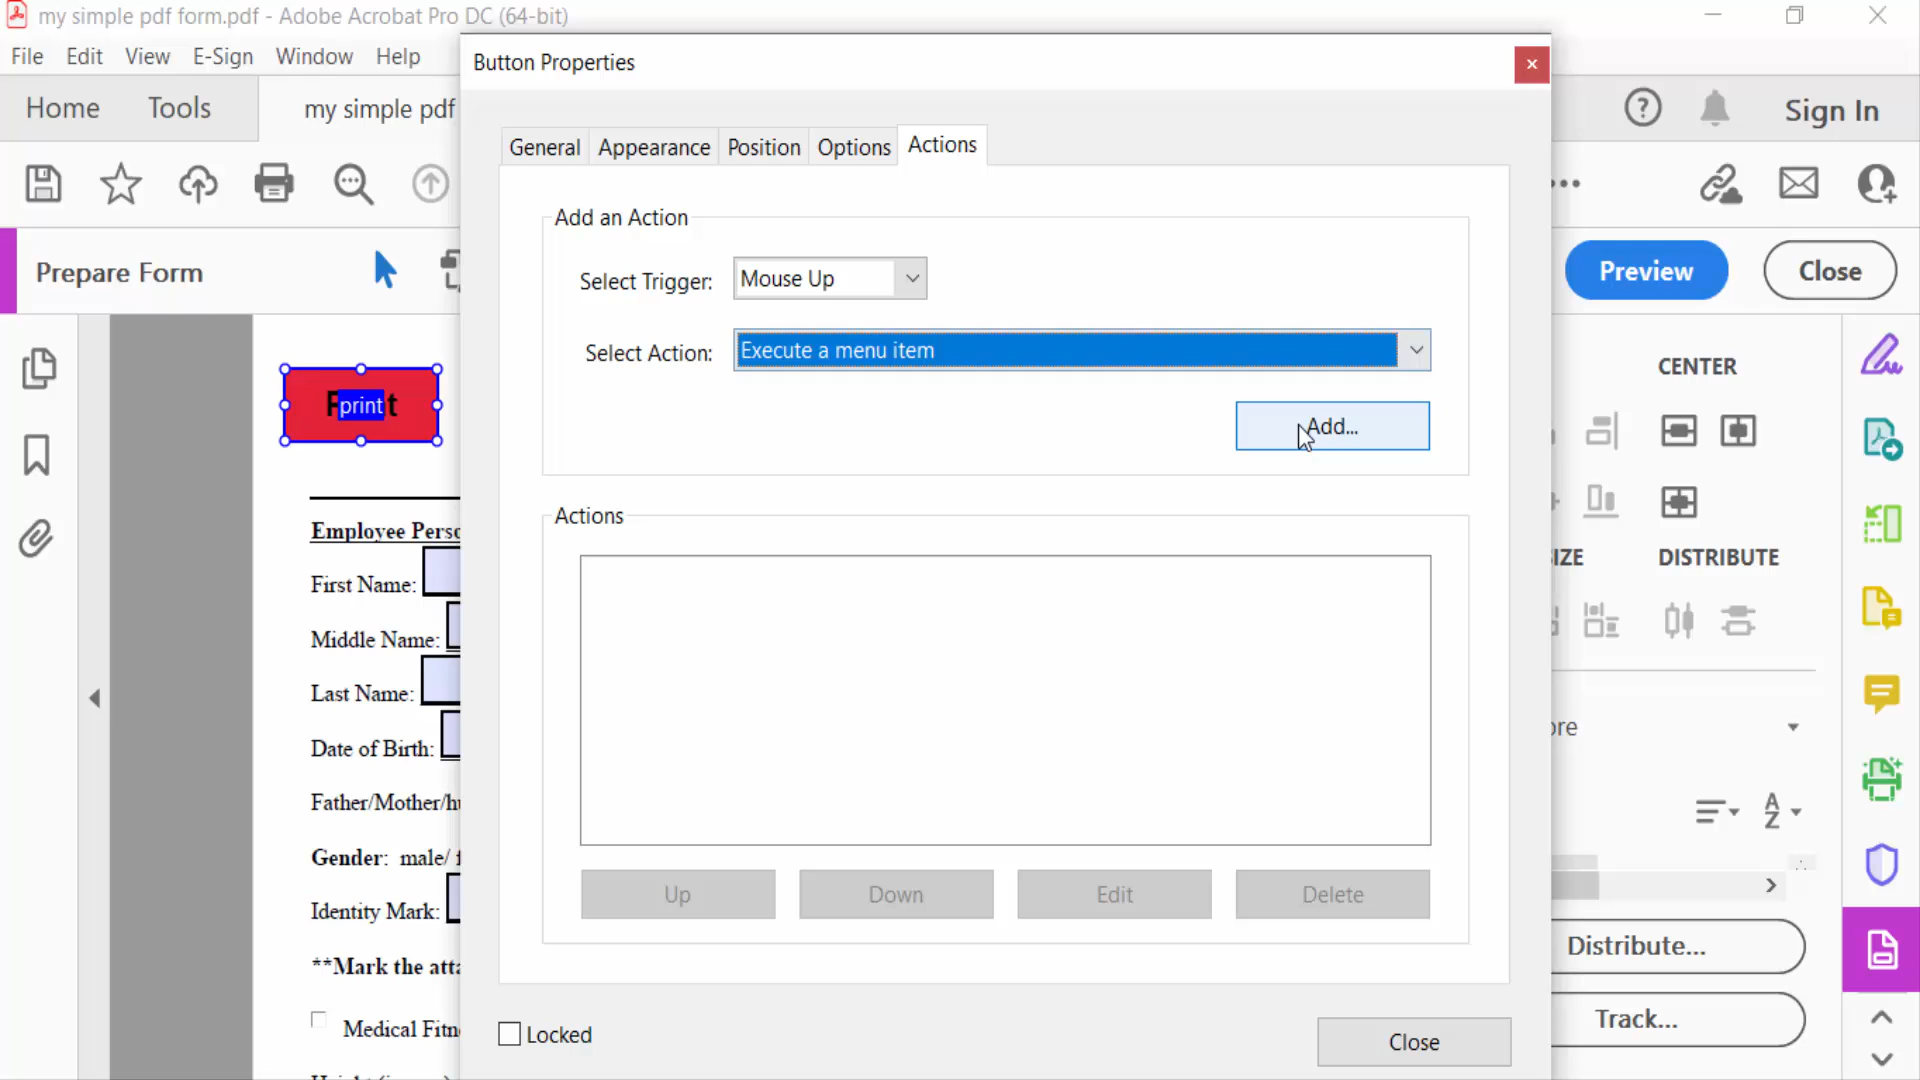 my simple pdf form.pdf - Adobe Acrobat Pro DC (64-bit)
File Edit View E-Sign Window Help
Button Properties
Home Tools my simple pdf
Sign In
General Appearance Position Options Actions
Add an Action
Prepare Form
Select Trigger: Mouse Up
Preview Close
Select Action: Execute a menu item
CENTER
print
Add...
Actions
Employee
First Name:
DISTRIBUTE
Middle Name:
Last Name:
Date of Birth:
Father/Mother/
Gender: male/
Identity Mark:
Up Down Edit Delete
**Mark the
Distribute...
Medical
Track...
Locked
Close